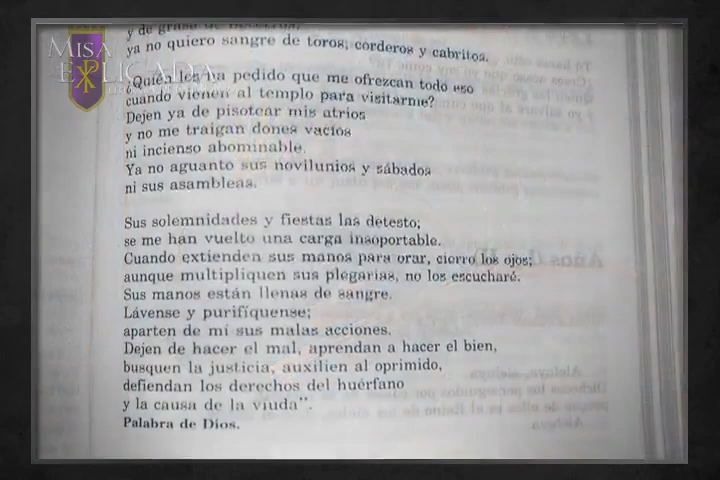 MISA
EXPLICADA
y de grasa de becerros;
ya no quiero sangre de toros, corderos y cabritos.
¿Quién les ha pedido que me ofrezcan todo eso
cuando vienen al templo para visitarme?
Dejen ya de pisotear mis atrios
y no me traigan dones vacíos
ni incienso abominable.
Ya no aguanto sus novilunios y sábados
ni sus asambleas.
Sus solemnidades y fiestas las detesto;
se me han vuelto una carga insoportable.
Cuando extienden sus manos para orar, cierro los ojos;
aunque multipliquen sus plegarias, no los escucharé.
Sus manos están llenas de sangre.
Lávense y purifíquense;
aparten de mí sus malas acciones.
Dejen de hacer el mal, aprendan a hacer el bien,
busquen la justicia, auxilien al oprimido,
defiendan los derechos del huérfano
y la causa de la viuda".
Palabra de Dios.